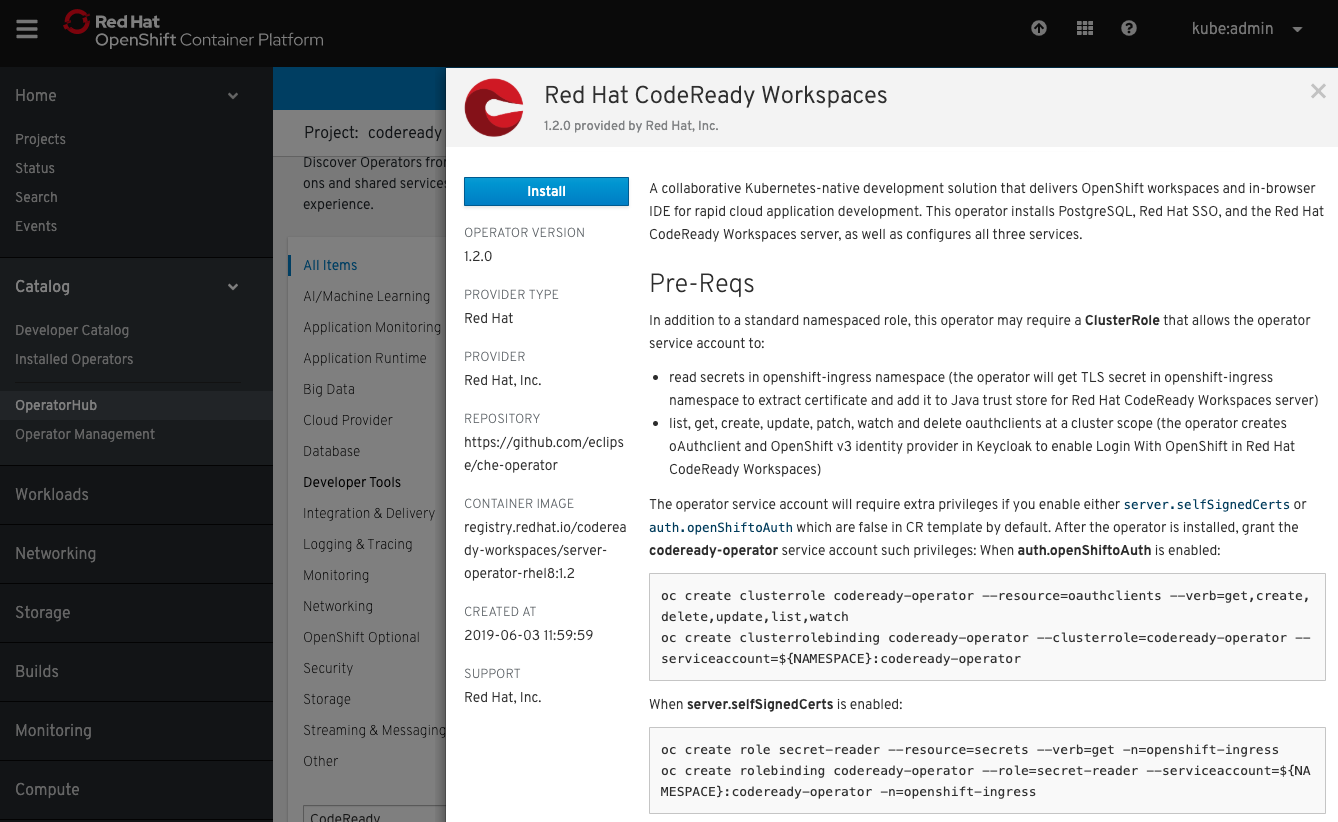 Red Hat
OpenShift Container Platform
kube:admin
Home
Projects
Status
Search
Events
Catalog
Developer Catalog
Installed Operators
OperatorHub
Operator Management
Workloads
Networking
Storage
Builds
Monitoring
Compute
Project: codeready
Discover Operators from
ons and shared services
experience.
All Items
AI/Machine Learning
Application Monitoring
Application Runtime
Big Data
Cloud Provider
Database
Developer Tools
Integration & Delivery
Logging & Tracing
Monitoring
Networking
OpenShift Optional
Security
Storage
Streaming & Messaging
Other
CodeReady
Red Hat CodeReady Workspaces
1.2.0 provided by Red Hat, Inc.
Install
OPERATOR VERSION
1.2.0
PROVIDER TYPE
Red Hat
PROVIDER
Red Hat, Inc.
REPOSITORY
https://github.com/eclips
e/che-operator
CONTAINER IMAGE
registry.redhat.io/coderea
dy-workspaces/server-
operator-rhel8:1.2
CREATED AT
2019-06-03 11:59:59
SUPPORT
Red Hat, Inc.
A collaborative Kubernetes-native development solution that delivers OpenShift workspaces and in-browser
IDE for rapid cloud application development. This operator installs PostgreSQL, Red Hat SSO, and the Red Hat
CodeReady Workspaces server, as well as configures all three services.
Pre-Reqs
In addition to a standard namespaced role, this operator may require a ClusterRole that allows the operator
service account to:
• read secrets in openshift-ingress namespace (the operator will get TLS secret in openshift-ingress
namespace to extract certificate and add it to Java trust store for Red Hat CodeReady Workspaces server)
• list, get, create, update, patch, watch and delete oauthclients at a cluster scope (the operator creates
oAuthclient and OpenShift v3 identity provider in Keycloak to enable Login With OpenShift in Red Hat
CodeReady Workspaces)
The operator service account will require extra privileges if you enable either server.selfSignedCerts or
auth.openShiftoAuth which are false in CR template by default. After the operator is installed, grant the
codeready-operator service account such privileges: When auth.openShiftoAuth is enabled:
oc create clusterrole codeready-operator --resource=oauthclients --verb=get,create,
delete,update,list,watch
oc create clusterrolebinding codeready-operator --clusterrole=codeready-operator --
serviceaccount=${NAMESPACE}:codeready-operator
When server.selfSignedCerts is enabled:
oc create role secret-reader --resource=secrets --verb=get -n=openshift-ingress
oc create rolebinding codeready-operator --role=secret-reader --serviceaccount=${NA
MESPACE}:codeready-operator -n=openshift-ingress